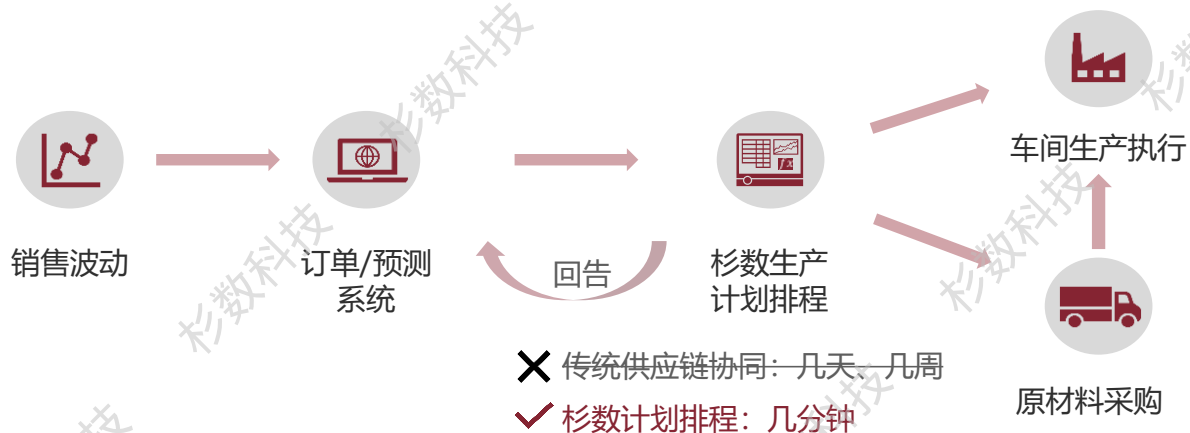 销售波动
订单/预测
系统
回告
杉数生产
计划排程
车间生产执行
原材料采购
传统供应链协同：几天、几周
杉数计划排程：几分钟
fx
杉数科技
杉数科技
杉数科技
杉数
技
技